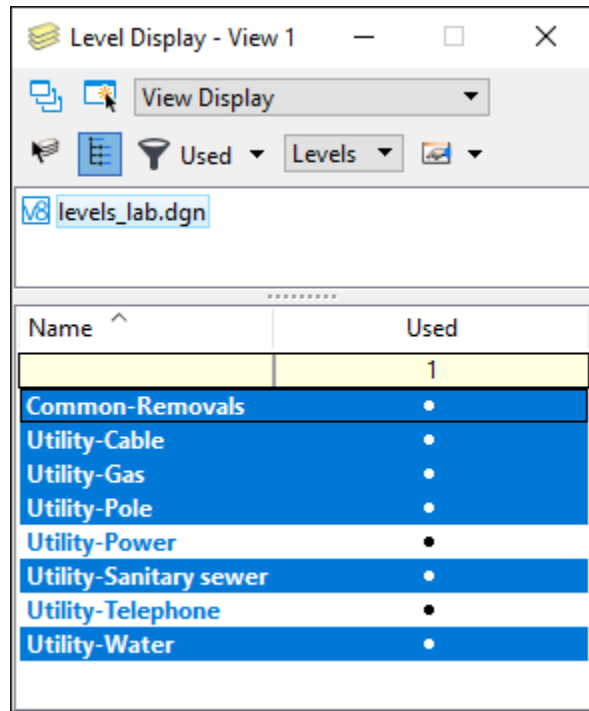 Level Display - View 1
View Display
Used Levels
V8 levels_lab.dgn
Name Used
1
Common-Removals
Utility-Cable
Utility-Gas
Utility-Pole
Utility-Power
Utility-Sanitary sewer
Utility-Telephone
Utility-Water